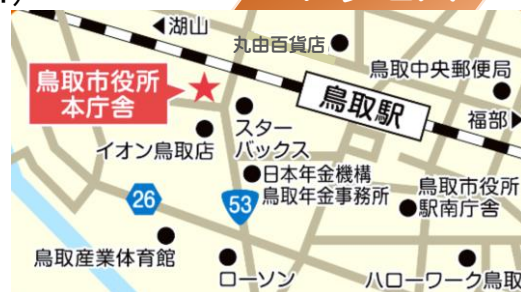 ◀湖山
丸由百貨店
鳥取中央郵便局
鳥取市役所
本庁舎
鳥取駅
福部▶
スター
バックス
イオン鳥取店
日本年金機構
鳥取年金事務所
鳥取市役所
駅南庁舎
26
53
鳥取産業体育館
ローソン
ハローワーク鳥取